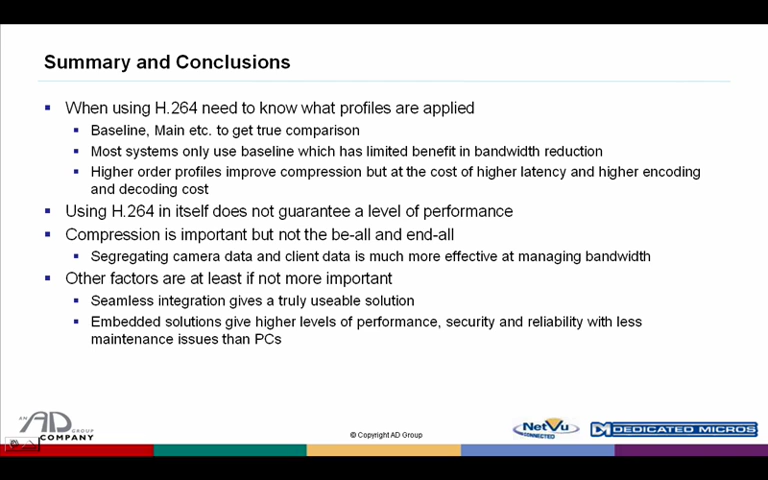 Summary and Conclusions
When using H.264 need to know what profiles are applied
Baseline, Main etc. to get true comparison
Most systems only use baseline which has limited benefit in bandwidth reduction
Higher order profiles improve compression but at the cost of higher latency and higher encoding
and decoding cost
Using H.264 in itself does not guarantee a level of performance
Compression is important but not the be-all and end-all
Segregating camera data and client data is much more effective at managing bandwidth
Other factors are at least if not more important
Seamless integration gives a truly useable solution
Embedded solutions give higher levels of performance, security and reliability with less
maintenance issues than PCs
AN AD GROUP COMPANY
© Copyright AD Group
NetVu CONNECTED
DEDICATED MICROS